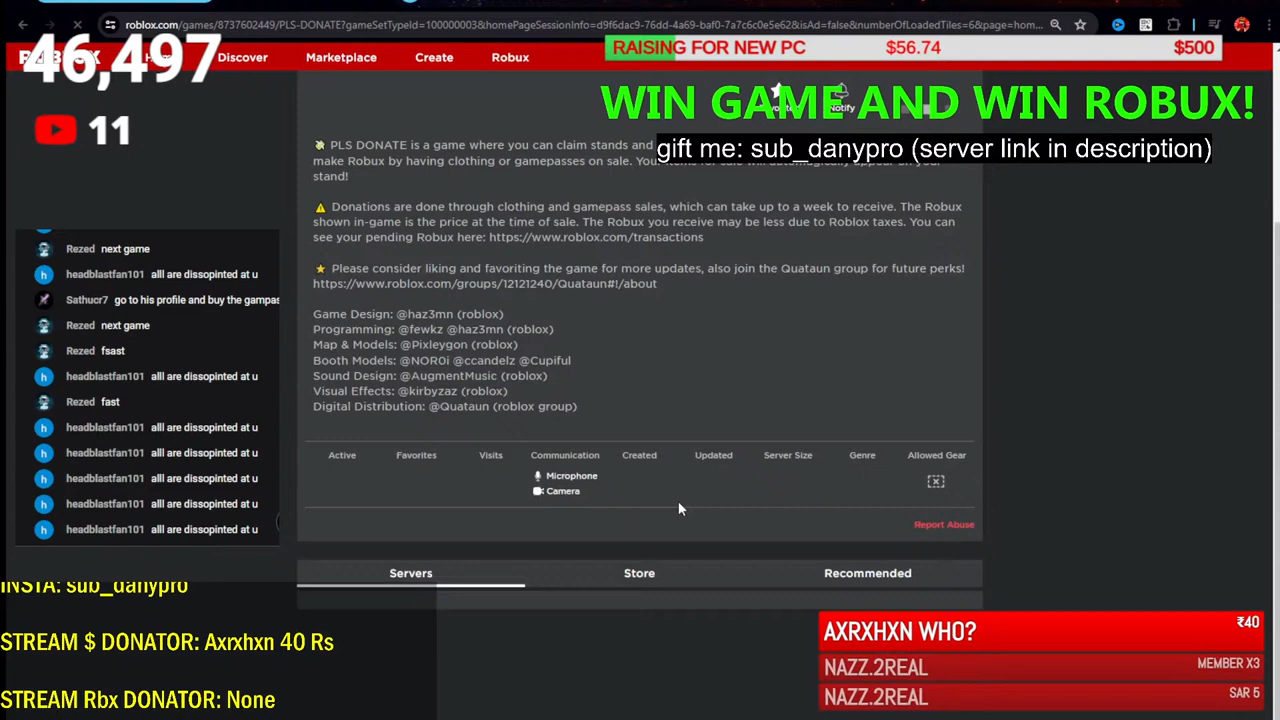 roblox.com/games/8737602449/PLS-DONATE?gameSetTypeId=100000003&homePageSessionInfo=d9f6dac9-76dd-4a69-baf0-7a7c6c0e5e62&isAd=false&numberOfLoadedTiles=6&page=hom...
46,497
Discover
Marketplace
Create
Robux
RAISING FOR NEW PC $56.74 $500
11
Notify
WIN GAME AND WIN ROBUX!
gift me: sub_danypro (server link in description)
PLS DONATE is a game where you can claim stands and
make Robux by having clothing or gamepasses on sale.
stand!
Donations are done through clothing and gamepass sales, which can take up to a week to receive. The Robux
shown in-game is the price at the time of sale. The Robux you receive may be less due to Roblox taxes. You can
see your pending Robux here: https://www.roblox.com/transactions
Please consider liking and favoriting the game for more updates, also join the Quataun group for future perks!
https://www.roblox.com/groups/12121240/Quataun#!/about
Game Design: @haz3mn (roblox)
Programming: @fewkz @haz3mn (roblox)
Map & Models: @Pixleygon (roblox)
Booth Models: @NOR0i @ccandelz @Cupiful
Sound Design: @AugmentMusic (roblox)
Visual Effects: @kirbyzaz (roblox)
Digital Distribution: @Quataun (roblox group)
Active Favorites Visits Communication Created Updated Server Size Genre Allowed Gear
Microphone
Camera
Report Abuse
Servers Store Recommended
Rezed next game
headblastfan101 alll are dissopinted at u
Sathucr7 go to his profile and buy the gampas
Rezed next game
Rezed fsast
headblastfan101 alll are dissopinted at u
Rezed fast
headblastfan101 alll are dissopinted at u
headblastfan101 alll are dissopinted at u
headblastfan101 alll are dissopinted at u
headblastfan101 alll are dissopinted at u
headblastfan101 alll are dissopinted at u
INSTA: sub_danypro
STREAM $ DONATOR: Axrxhxn 40 Rs
STREAM Rbx DONATOR: None
AXRXHXN WHO? ₹40
NAZZ.2REAL MEMBER X3
NAZZ.2REAL SAR 5